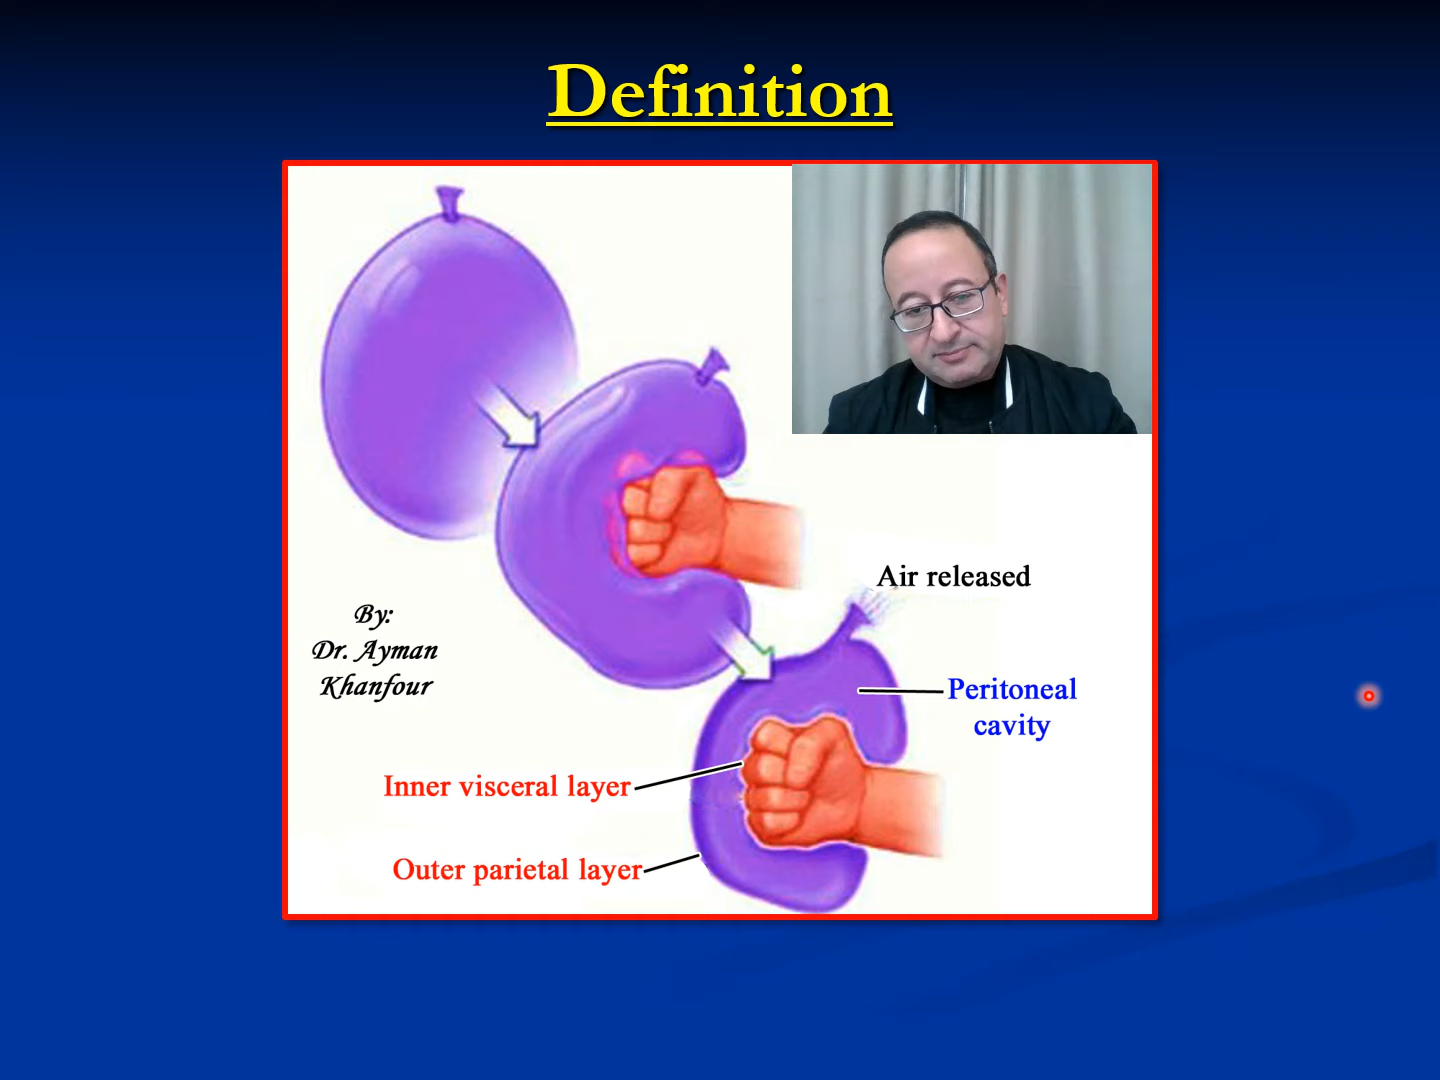 Definition
Air released
By:
Dr. Ayman
Khanfour
Peritoneal
cavity
Inner visceral layer
Outer parietal layer